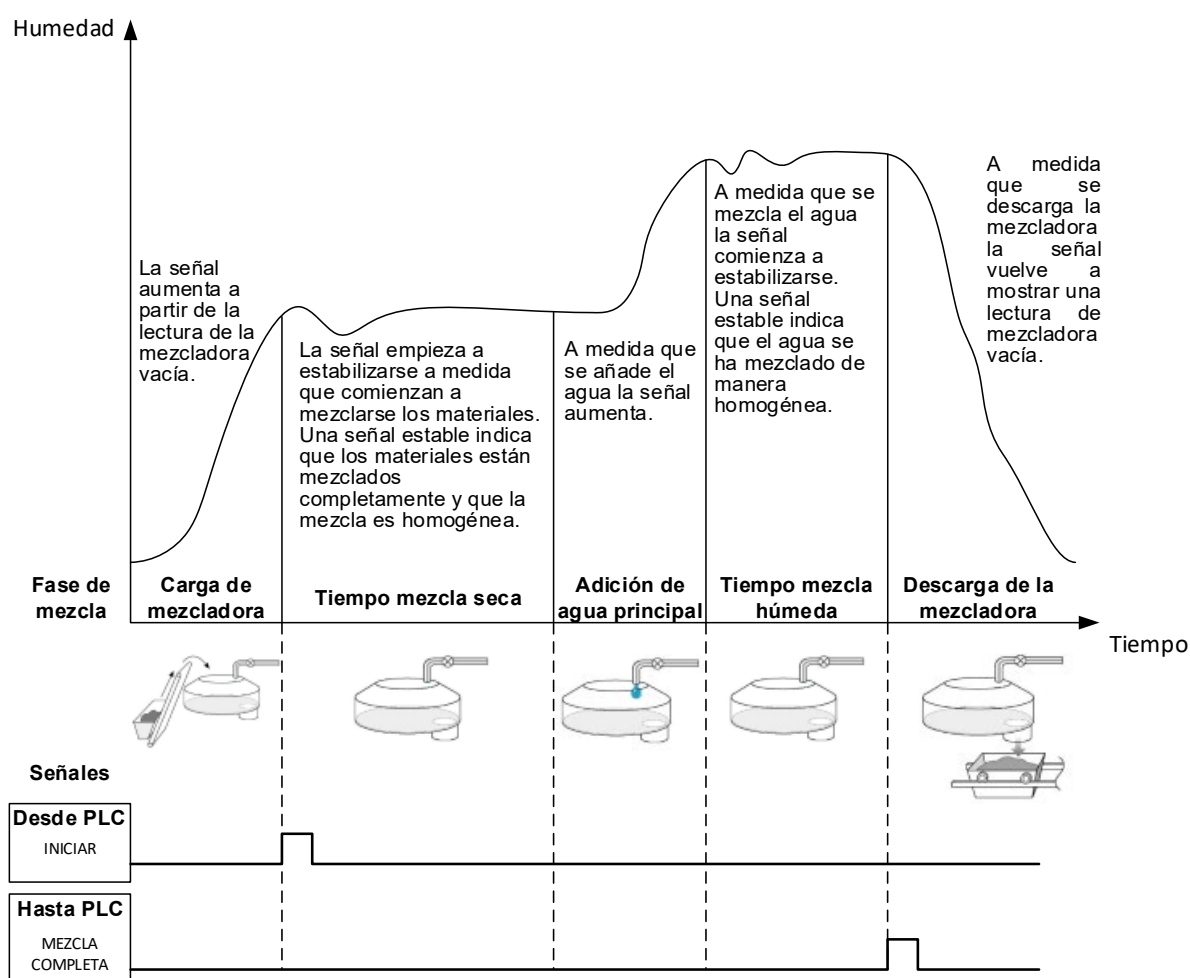 Humedad
La señal
aumenta a
partir de la
lectura de la
mezcladora
vacía.
La señal empieza a
estabilizarse a medida
que comienzan a
mezclarse los materiales.
Una señal estable indica
que los materiales están
mezclados
completamente y que la
mezcla es homogénea.
A medida que
se añade el
agua la señal
aumenta.
A medida que se
mezcla el agua
la señal
comienza a
estabilizarse.
Una señal
estable indica
que el agua se
ha mezclado de
manera
homogénea.
A medida
que se
descarga la
mezcladora
la señal
vuelve a
mostrar una
lectura de
mezcladora
vacía.
Fase de
mezcla
Carga de
mezcladora
Tiempo mezcla seca
Adición de
agua principal
Tiempo mezcla
húmeda
Descarga de la
mezcladora
Tiempo
Señales
Desde PLC
INICIAR
Hasta PLC
MEZCLA
COMPLETA